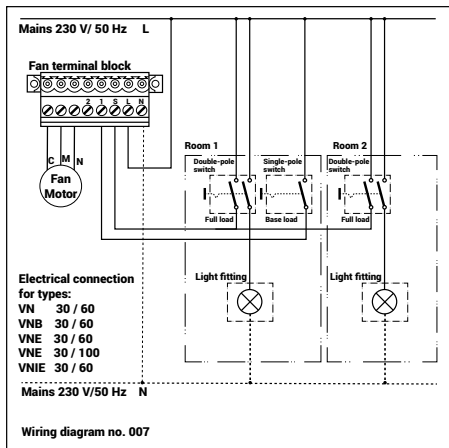 Mains 230 V/ 50 Hz L
Fan terminal block
2 1 S L N
C M N
Fan
Motor
Room 1
Double-pole
switch
Single-pole
switch
Full load
Base load
Light fitting
Room 2
Double-pole
switch
Full load
Light fitting
Electrical connection
for types:
VN 30 / 60
VNB 30 / 60
VNE 30 / 60
VNE 30 / 100
VNIE 30 / 60
Mains 230 V/50 Hz N
Wiring diagram no. 007